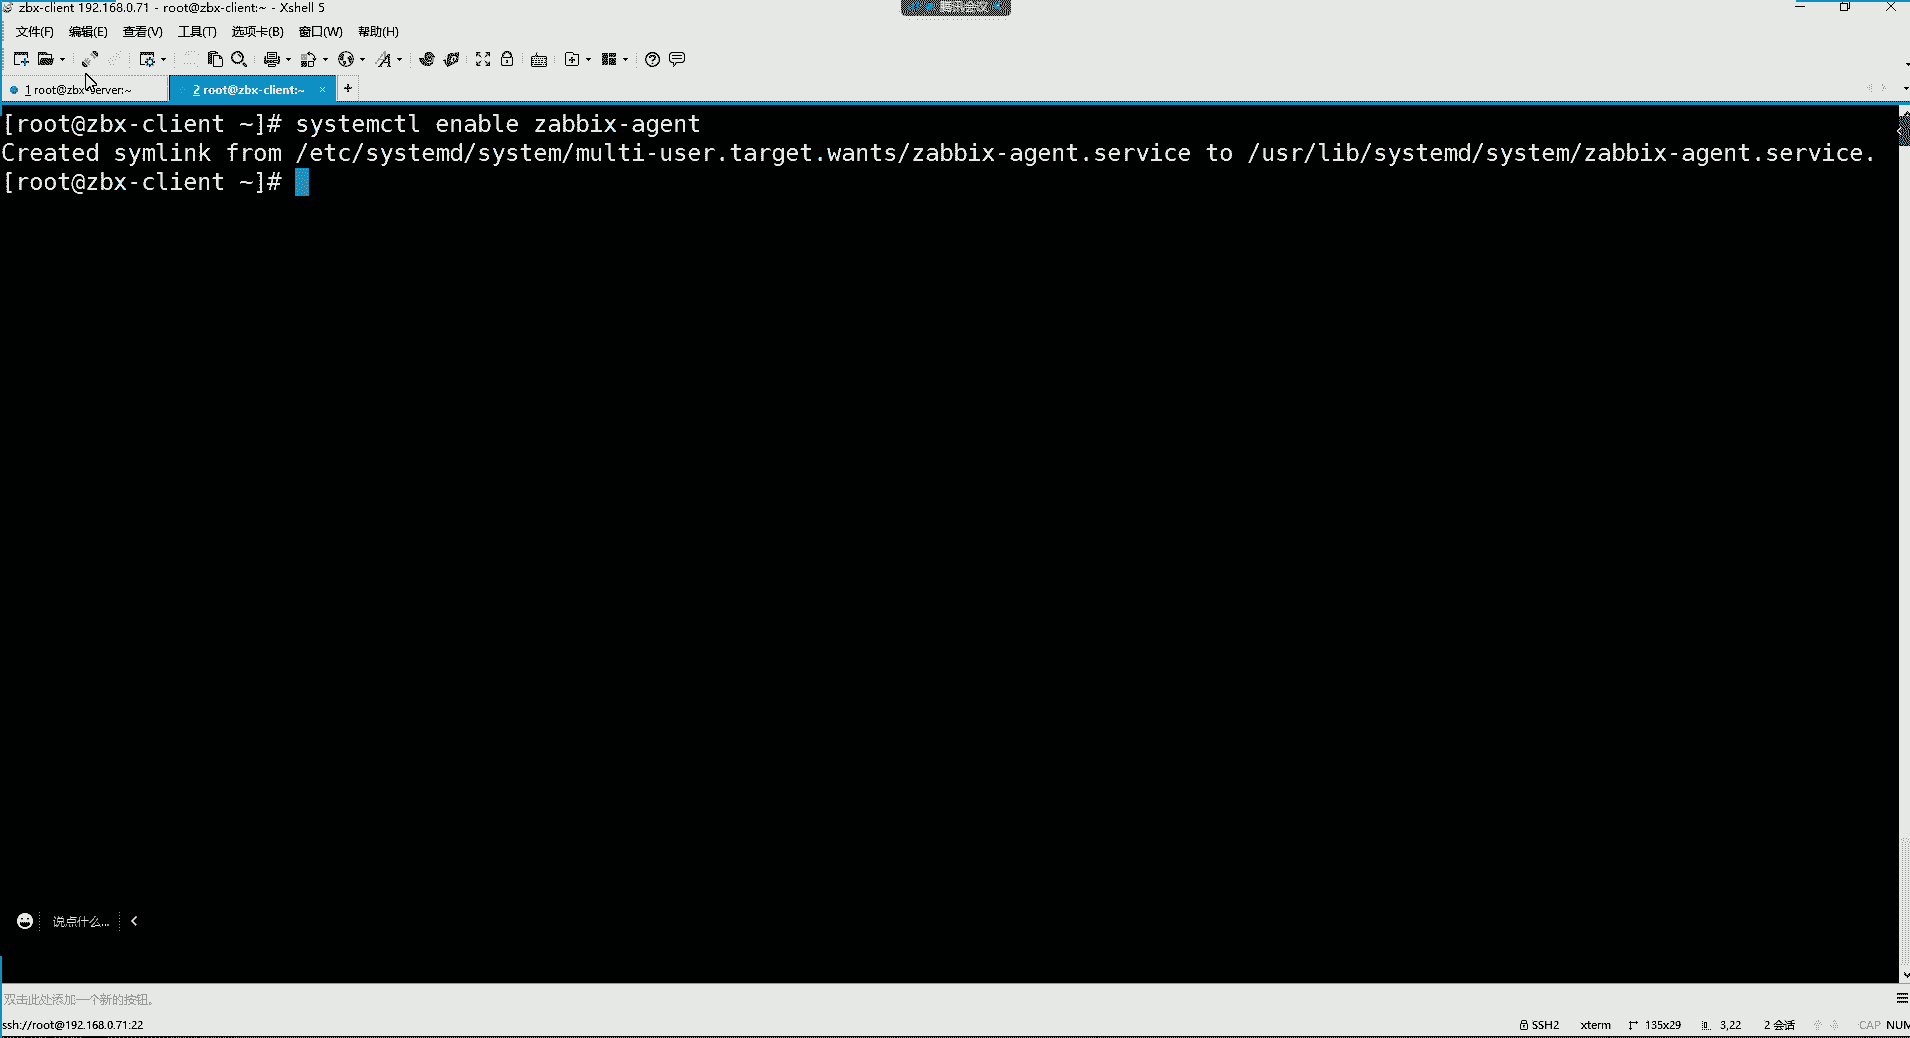 zbx-client 192.168.0.71 - root@zbx-client:~ - Xshell 5
腾讯会议
文件(F) 编辑(E) 查看(V) 工具(T) 选项卡(B) 窗口(W) 帮助(H)
1 root@zbx-server:~ 2 root@zbx-client:~ × +
[root@zbx-client ~]# systemctl enable zabbix-agent
Created symlink from /etc/systemd/system/multi-user.target.wants/zabbix-agent.service to /usr/lib/systemd/system/zabbix-agent.service.
[root@zbx-client ~]#
说点什么...
双击此处添加一个新的按钮。
ssh://root@192.168.0.71:22 SSH2 xterm 135x29 3,22 2 会话 CAP NUM